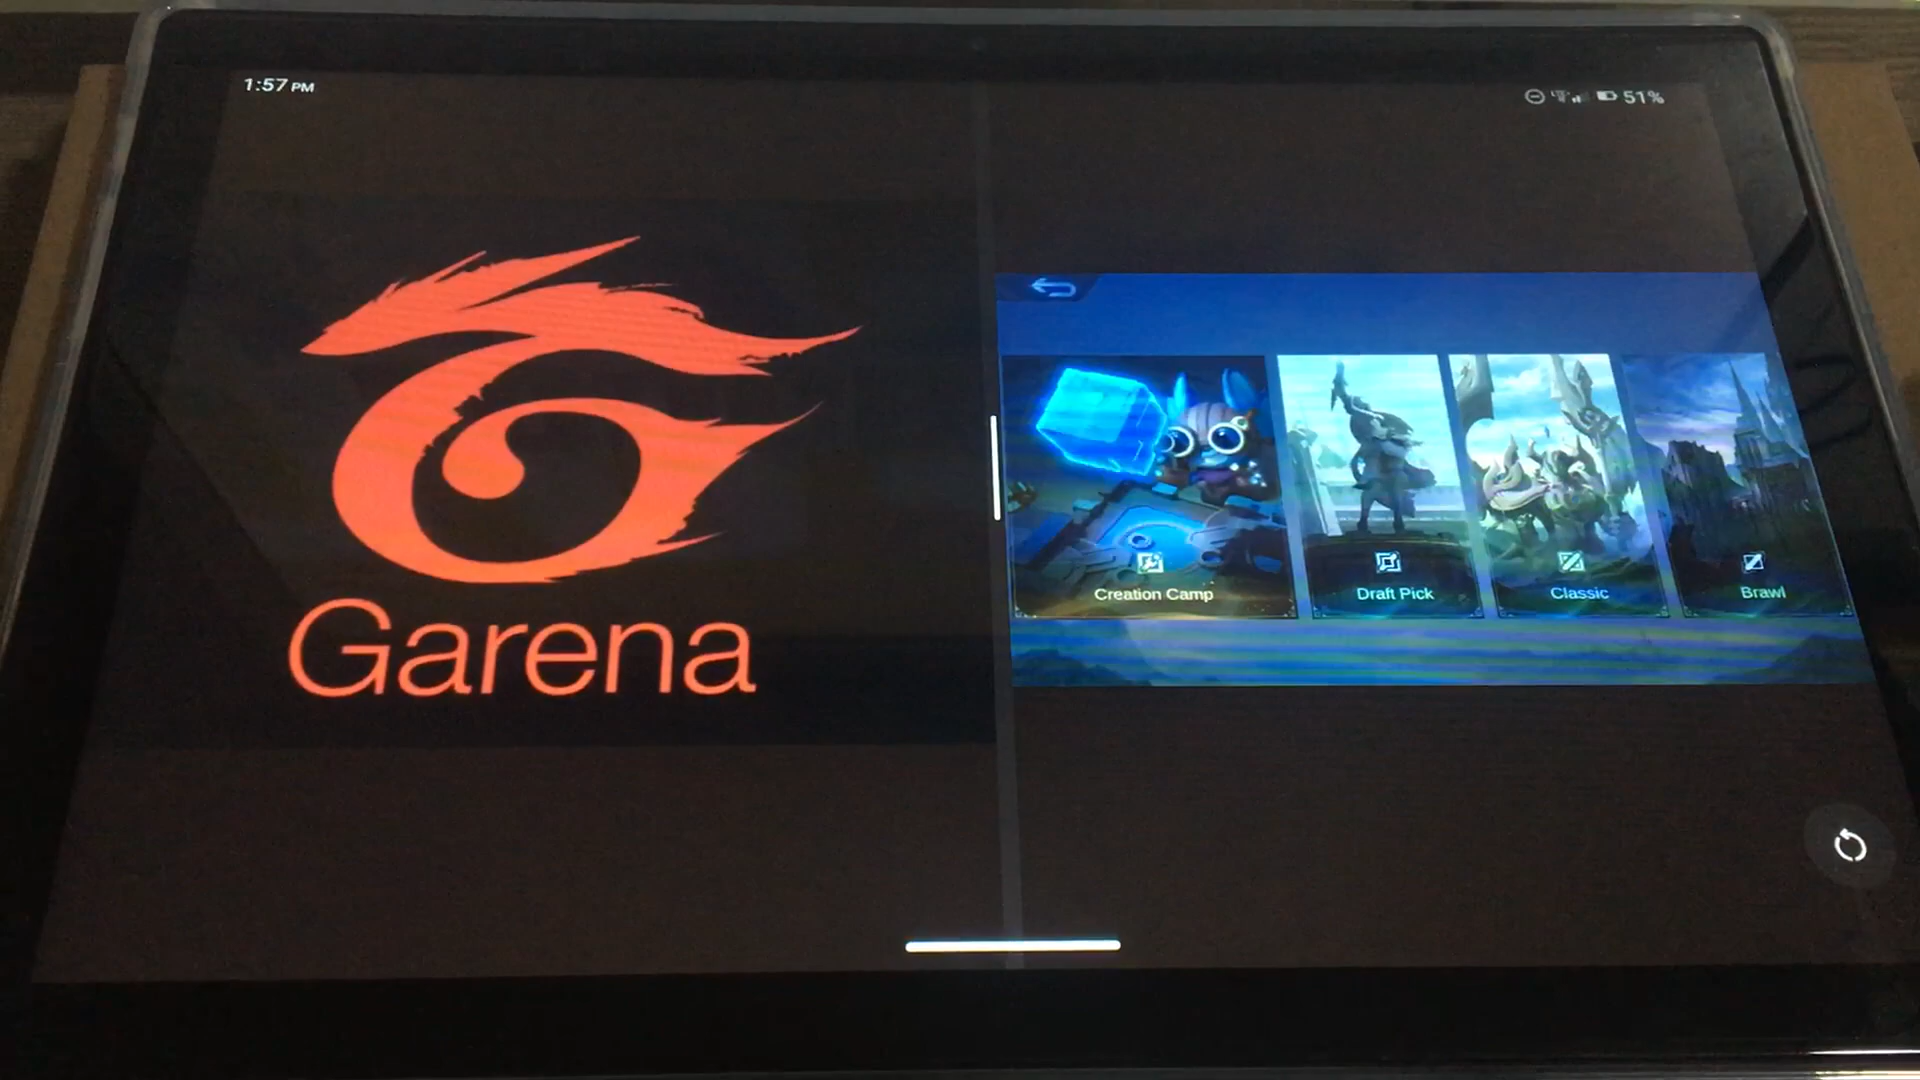 1:57 PM
51%
Garena
Creation Camp
Draft Pick
Classic
Brawl